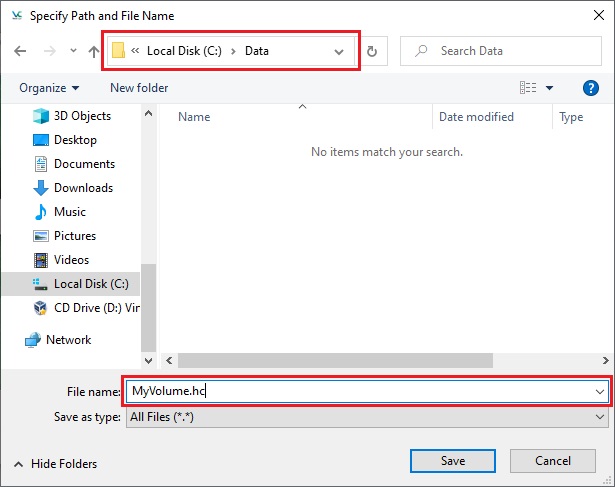 Specify Path and File Name
« Local Disk (C:) > Data
Search Data
Organize New folder
?
Name Date modified Type
3D Objects
Desktop
Documents
Downloads
Music
Pictures
Videos
Local Disk (C:)
CD Drive (D:) Vir
Network
No items match your search.
File name: MyVolume.hc
Save as type: All Files (*.*)
Hide Folders Save Cancel